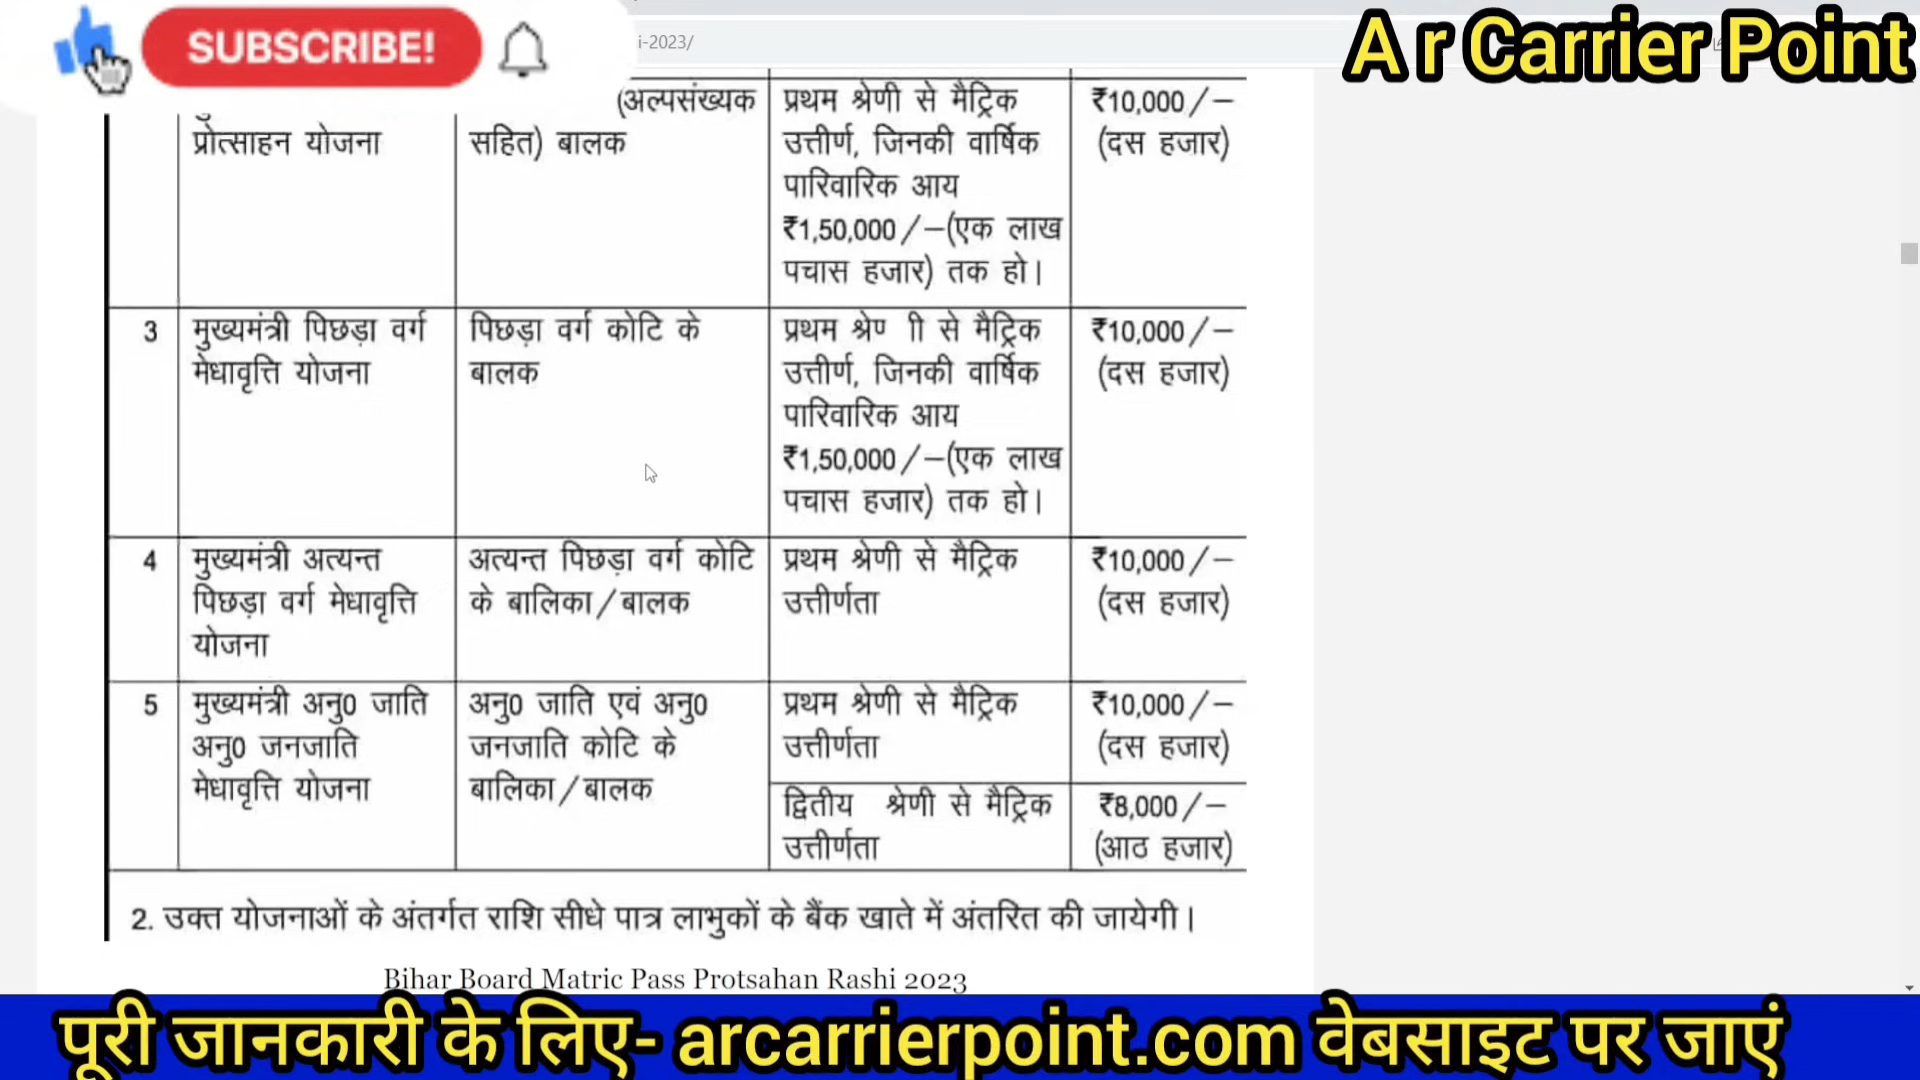 SUBSCRIBE!
i-2023/
A r Carrier Point
(अल्पसंख्यक
प्रोत्साहन योजना
सहित) बालक
प्रथम श्रेणी से मैट्रिक
उत्तीर्ण, जिनकी वार्षिक
पारिवारिक आय
₹1,50,000/–(एक लाख
पचास हजार) तक हो।
₹10,000/–
(दस हजार)
3
मुख्यमंत्री पिछड़ा वर्ग
मेधावृत्ति योजना
पिछड़ा वर्ग कोटि के
बालक
प्रथम श्रेण ाी से मैट्रिक
उत्तीर्ण, जिनकी वार्षिक
पारिवारिक आय
₹1,50,000/–(एक लाख
पचास हजार) तक हो।
₹10,000/–
(दस हजार)
4
मुख्यमंत्री अत्यन्त
पिछड़ा वर्ग मेधावृत्ति
योजना
अत्यन्त पिछड़ा वर्ग कोटि
के बालिका/बालक
प्रथम श्रेणी से मैट्रिक
उत्तीर्णता
₹10,000/–
(दस हजार)
5
मुख्यमंत्री अनु0 जाति
अनु0 जनजाति
मेधावृत्ति योजना
अनु0 जाति एवं अनु0
जनजाति कोटि के
बालिका/बालक
प्रथम श्रेणी से मैट्रिक
उत्तीर्णता
₹10,000/–
(दस हजार)
द्वितीय श्रेणी से मैट्रिक
उत्तीर्णता
₹8,000/–
(आठ हजार)
2. उक्त योजनाओं के अंतर्गत राशि सीधे पात्र लाभुकों के बैंक खाते में अंतरित की जायेगी।
Bihar Board Matric Pass Protsahan Rashi 2023
पूरी जानकारी के लिए- arcarrierpoint.com वेबसाइट पर जाएं